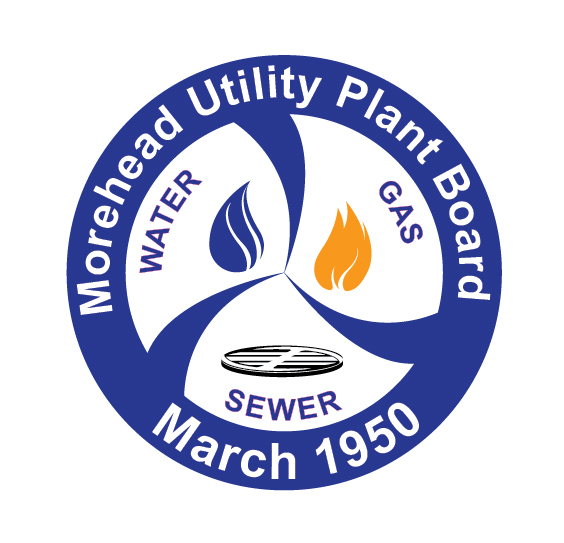 Morehead Utility Plant Board
WATER
GAS
SEWER
March 1950